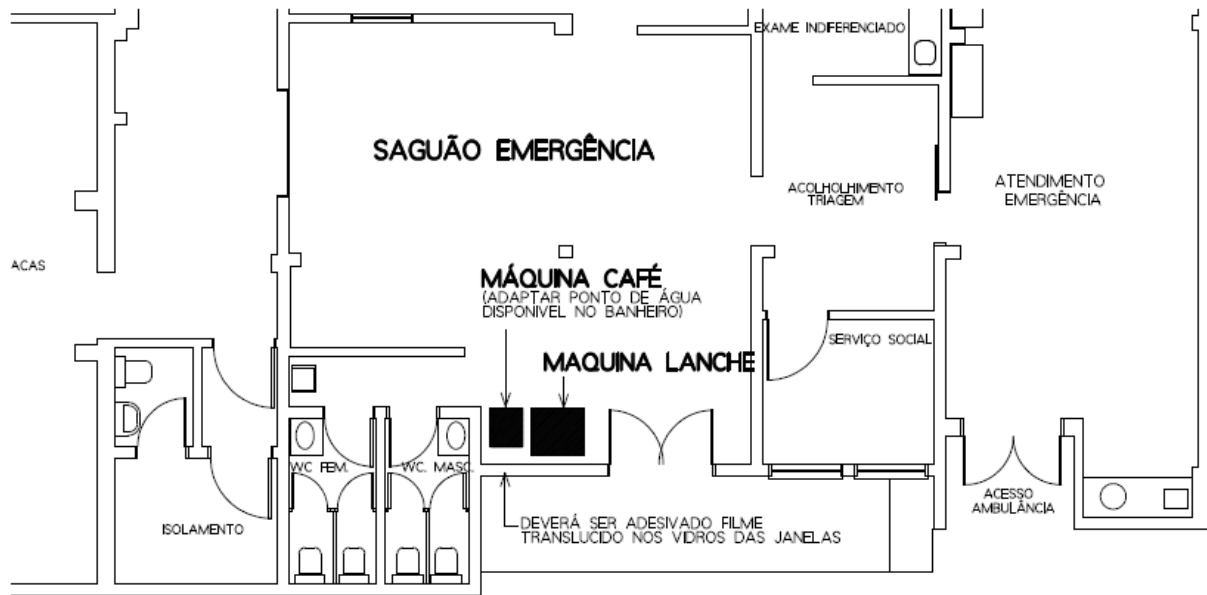 EXAME INDIFERENCIADO
SAGUÃO EMERGÊNCIA
ACOLHOLHIMENTO
TRIAGEM
ATENDIMENTO
EMERGÊNCIA
ACAS
MÁQUINA CAFÉ
(ADAPTAR PONTO DE ÁGUA
DISPONIVEL NO BANHEIRO)
SERVIÇO SOCIAL
MAQUINA LANCHE
WC FEM.
WC. MASC.
ISOLAMENTO
DEVERÁ SER ADESIVADO FILME
TRANSLUCIDO NOS VIDROS DAS JANELAS
ACESSO
AMBULÂNCIA